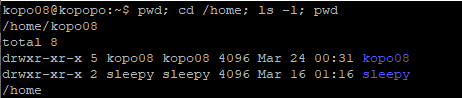 kopo08@kopopo:~$ pwd; cd /home; ls -l; pwd
/home/kopo08
total 8
drwxr-xr-x 5 kopo08 kopo08 4096 Mar 24 00:31 kopo08
drwxr-xr-x 2 sleepy sleepy 4096 Mar 16 01:16 sleepy
/home